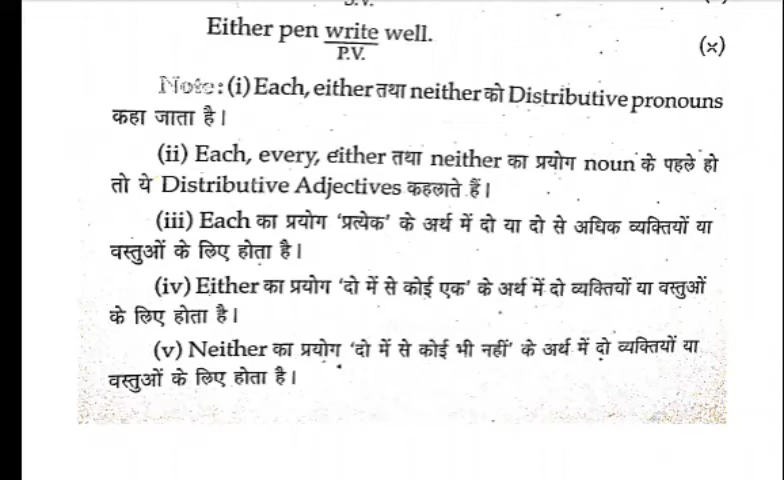 S.V.
Either pen write well.
P.V.
(×)
Note: (i) Each, either तथा neither को Distributive pronouns
कहा जाता है।
(ii) Each, every, either तथा neither का प्रयोग noun के पहले हो
तो ये Distributive Adjectives कहलाते हैं।
(iii) Each का प्रयोग 'प्रत्येक' के अर्थ में दो या दो से अधिक व्यक्तियों या
वस्तुओं के लिए होता है।
(iv) Either का प्रयोग 'दो में से कोई एक' के अर्थ में दो व्यक्तियों या वस्तुओं
के लिए होता है।
(v) Neither का प्रयोग 'दो में से कोई भी नहीं' के अर्थ में दो व्यक्तियों या
वस्तुओं के लिए होता है।